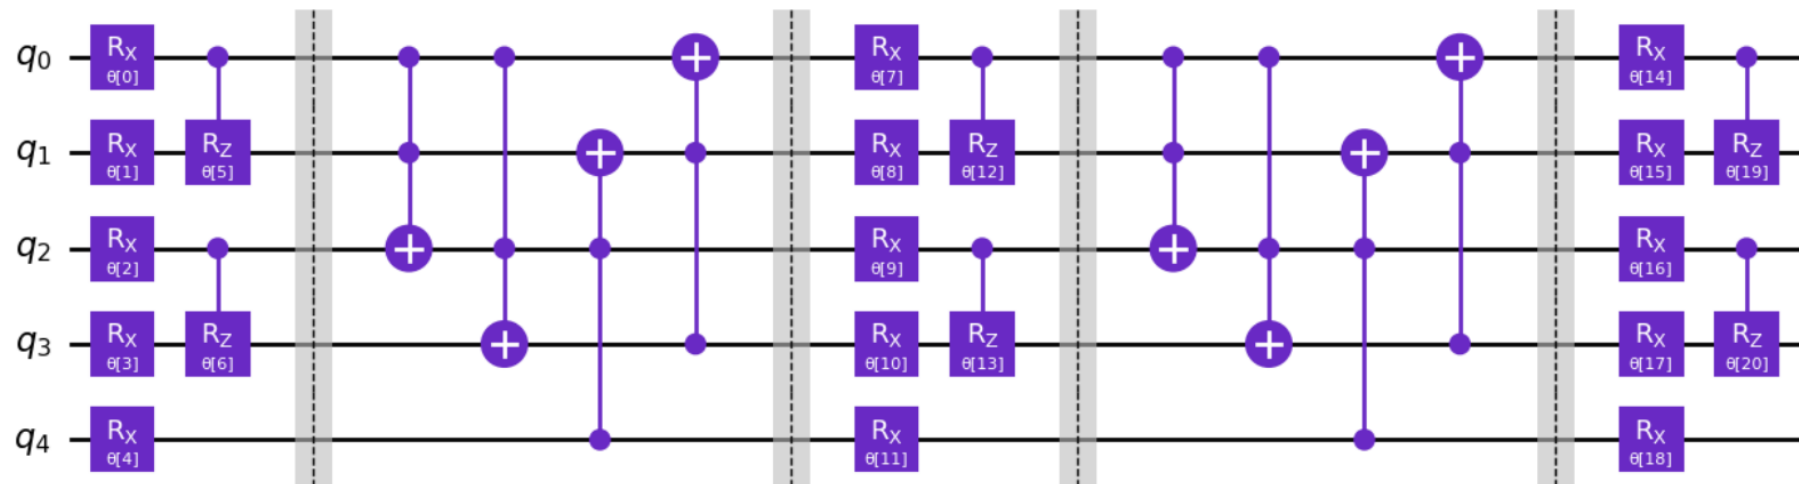 q0 RX θ[0] RX θ[7] RX θ[14]
q1 RX θ[1] RZ θ[5] RX θ[8] RZ θ[12] RX θ[15] RZ θ[19]
q2 RX θ[2] RX θ[9] RX θ[16]
q3 RX θ[3] RZ θ[6] RX θ[10] RZ θ[13] RX θ[17] RZ θ[20]
q4 RX θ[4] RX θ[11] RX θ[18]